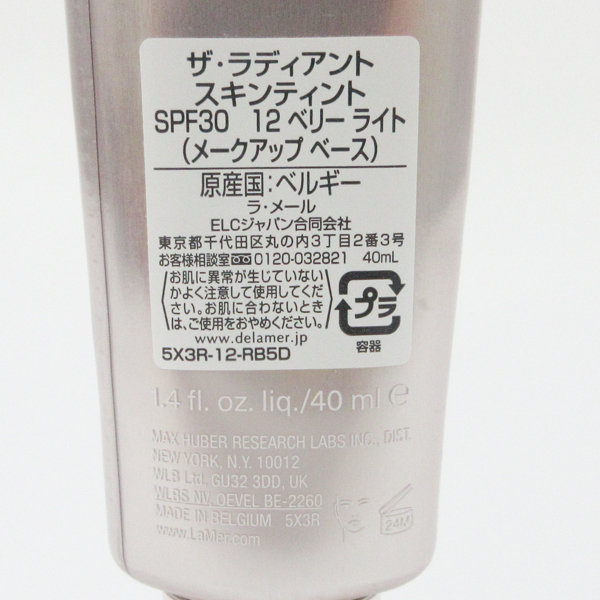 ザ・ラディアント
スキンティント
SPF30 12 ベリー ライト
(メークアップ ベース)
原産国:ベルギー
ラ・メール
ELCジャパン合同会社
東京都千代田区丸の内3丁目2番3号
お客様相談室 0120-032821 40mL
お肌に異常が生じていない
かよく注意して使用してくだ
さい。お肌に合わないとき
は、ご使用をおやめください。
プラ
容器
www.delamer.jp
5X3R-12-RB5D
1.4 fl. oz. liq./40 ml ℮
MAX HUBER RESEARCH LABS INC., DIST.
NEW YORK, N.Y. 10012
WLB Ltd, GU32 3DD, UK
WLBS NV, OEVEL BE-2260
MADE IN BELGIUM 5X3R
www.LaMer.com
24M